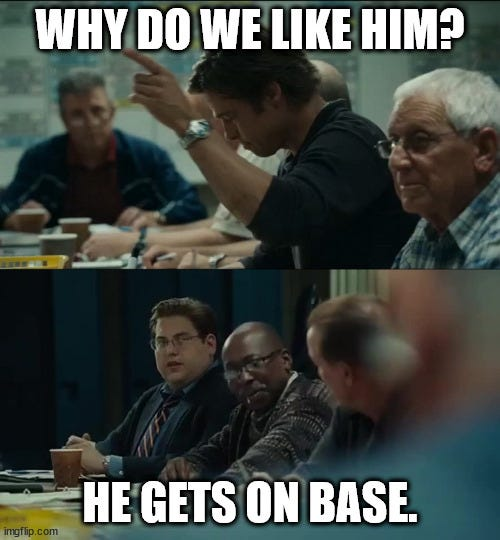 WHY DO WE LIKE HIM?
HE GETS ON BASE.
imgflip.com